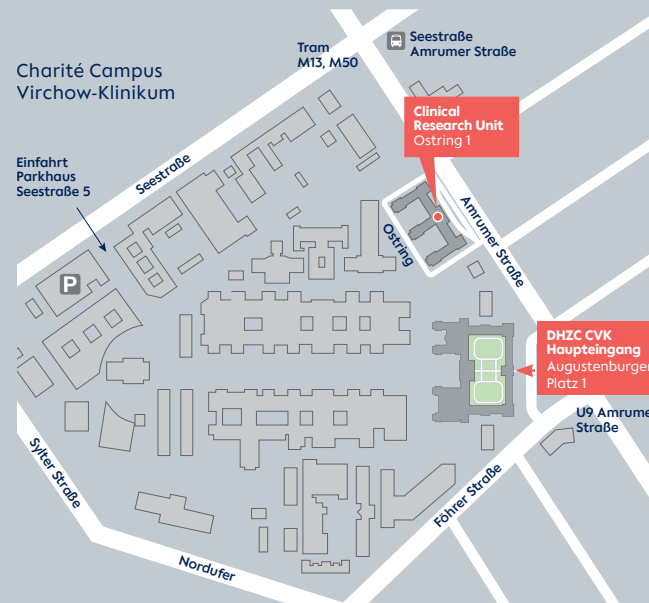 Charité Campus
Virchow-Klinikum
Tram
M13, M50
Seestraße
Amrumer Straße
Clinical
Research Unit
Ostring 1
Einfahrt
Parkhaus
Seestraße 5
Seestraße
Ostring
Amrumer Straße
P
DHZC CVK
Haupteingang
Augustenburger
Platz 1
U9 Amrume
Straße
Sylter Straße
Föhrer Straße
Nordufer